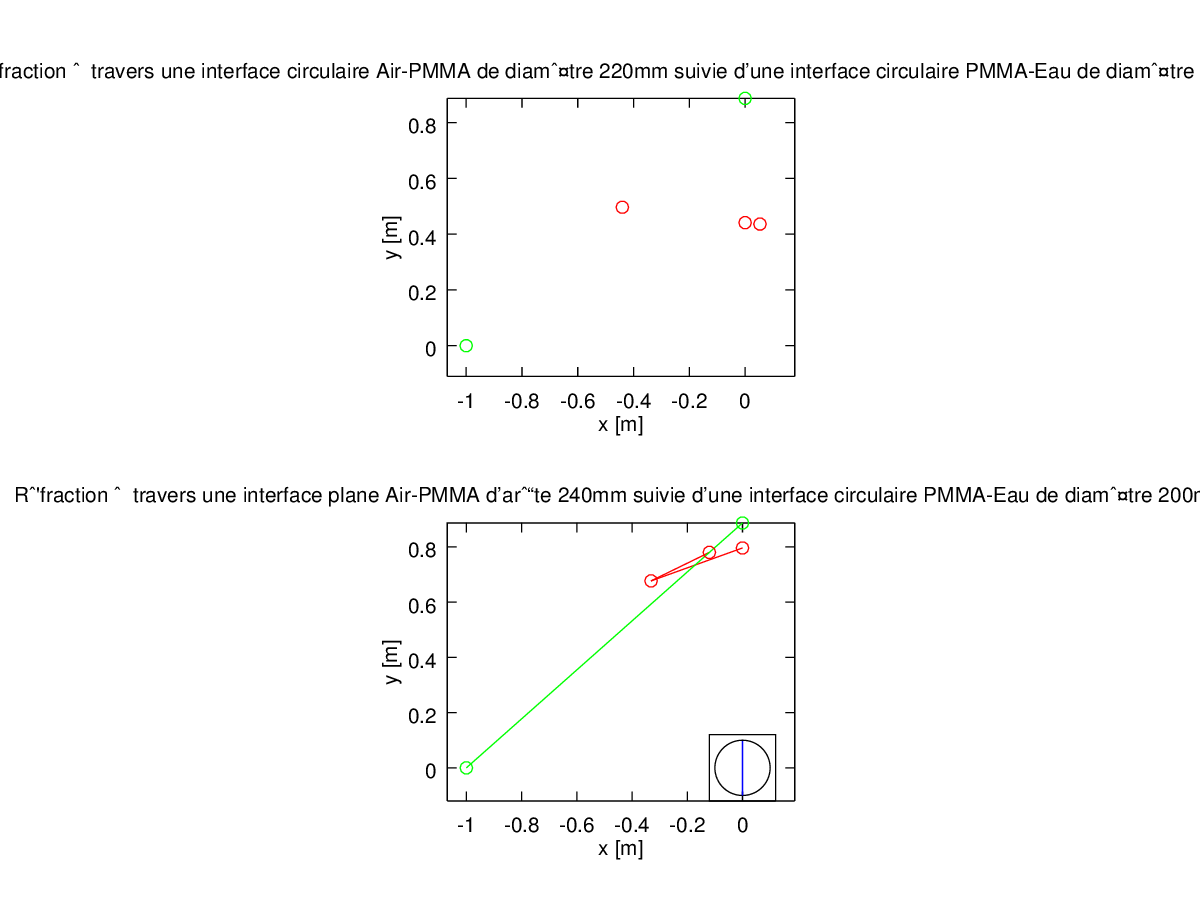 fraction ˆ travers une interface circulaire Air-PMMA de diamˆ¤tre 220mm suivie d'une interface circulaire PMMA-Eau de diamˆ¤tre
0.8
0.6
0.4
0.2
0
y [m]
-1 -0.8 -0.6 -0.4 -0.2 0
x [m]
Rˆ'fraction ˆ travers une interface plane Air-PMMA d'arˆ“te 240mm suivie d'une interface circulaire PMMA-Eau de diamˆ¤tre 200
0.8
0.6
0.4
0.2
0
y [m]
-1 -0.8 -0.6 -0.4 -0.2 0
x [m]